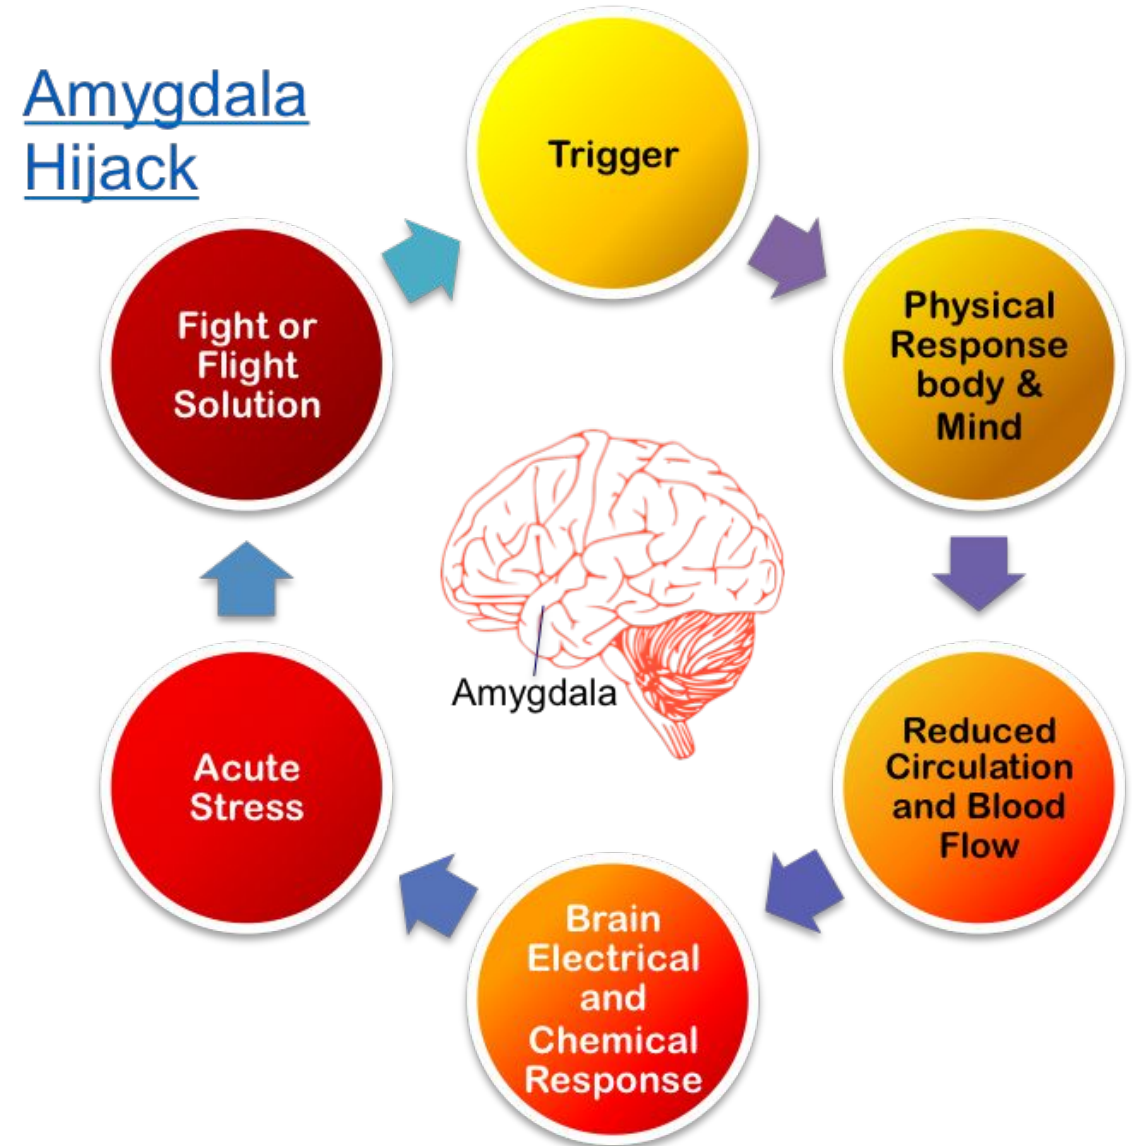 Amygdala
Hijack
Trigger
Physical
Response
body &
Mind
Reduced
Circulation
and Blood
Flow
Brain
Electrical
and
Chemical
Response
Acute
Stress
Fight or
Flight
Solution
Amygdala